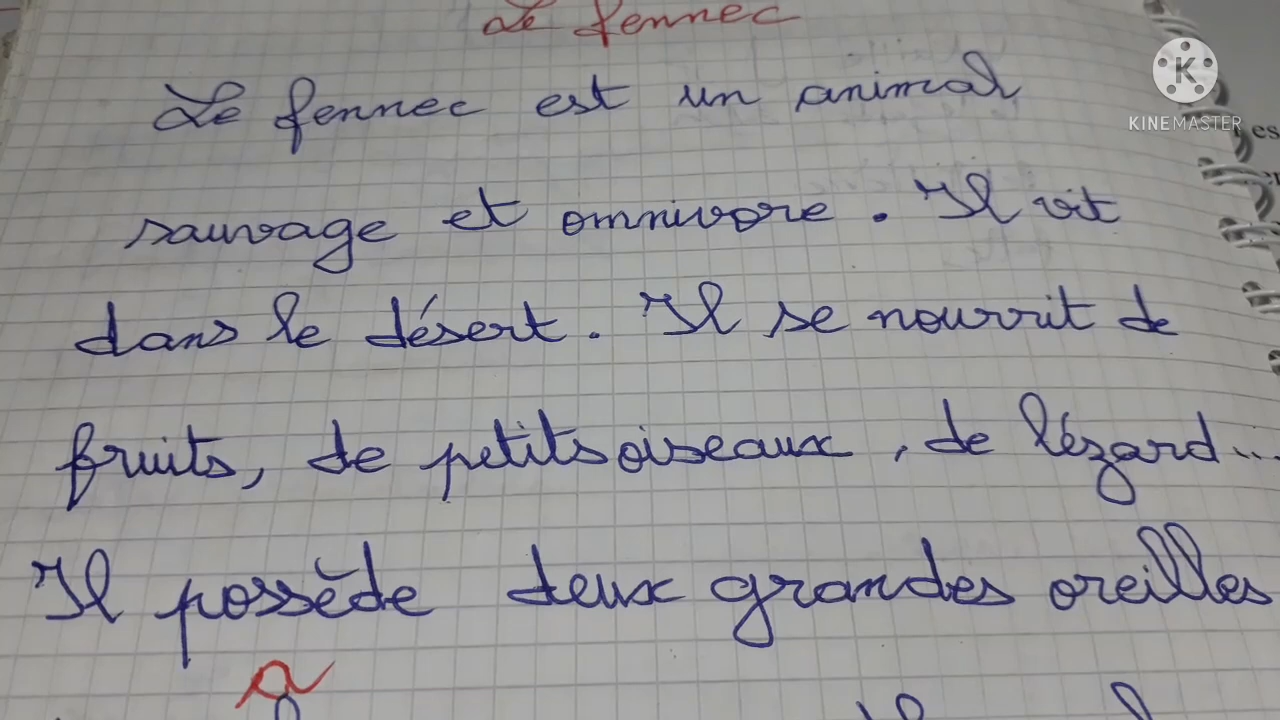 Le fennec
Le fennec est un animal
sauvage et omnivore. Il vit
dans le désert. Il se nourrit de
fruits, de petits oiseaux, de lézard...
Il possède deux grandes oreilles
KINEMASTER